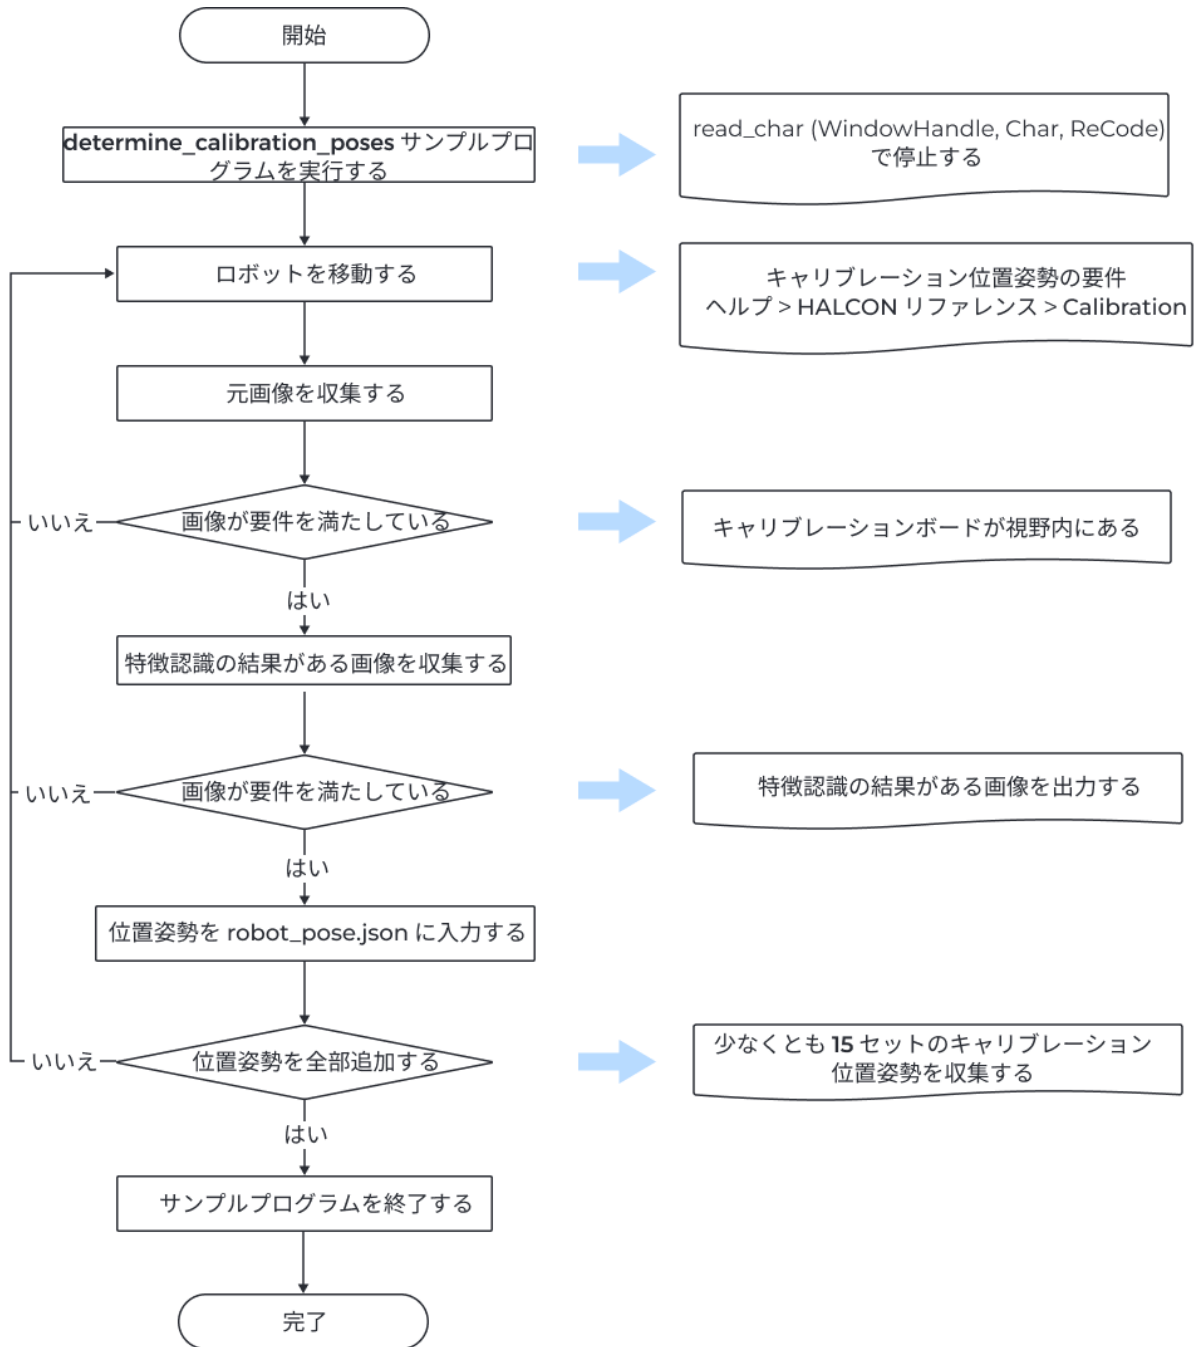 開始
determine_calibration_poses サンプルプロ
グラムを実行する
read_char (WindowHandle, Char, ReCode)
で停止する
ロボットを移動する
キャリブレーション位置姿勢の要件
ヘルプ > HALCON リファレンス > Calibration
元画像を収集する
画像が要件を満たしている
いいえ
キャリブレーションボードが視野内にある
はい
特徴認識の結果がある画像を収集する
画像が要件を満たしている
いいえ
特徴認識の結果がある画像を出力する
はい
位置姿勢を robot_pose.json に入力する
位置姿勢を全部追加する
いいえ
少なくとも 15 セットのキャリブレーション
位置姿勢を収集する
はい
サンプルプログラムを終了する
完了